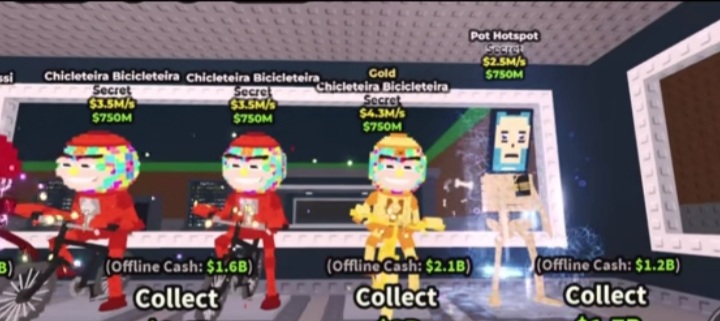 ssi
Chicleteira Bicicleteira
Secret
$3.5M/s
$750M
Chicleteira Bicicleteira
Secret
$3.5M/s
$750M
Gold
Chicleteira Bicicleteira
Secret
$4.3M/s
$750M
Pot Hotspot
Secret
$2.5M/s
$750M
B)
(Offline Cash: $1.6B)
Collect
(Offline Cash: $2.1B)
Collect
(Offline Cash: $1.2B)
Collect